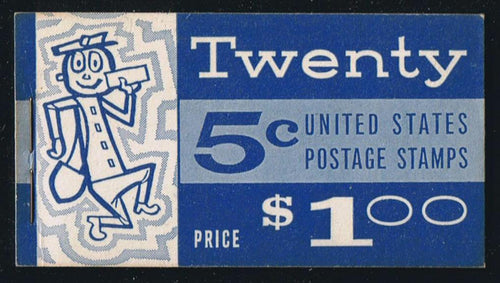 Twenty
5c UNITED STATES
POSTAGE STAMPS
PRICE $1.00